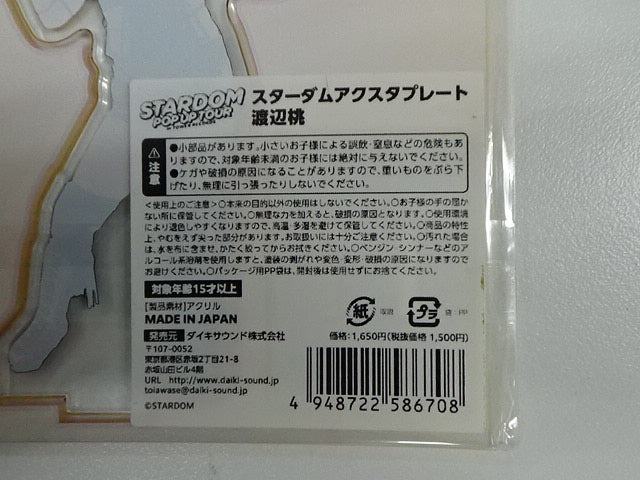 STARDOM
POP UP TOUR
スターダムアクスタプレート
渡辺桃
注意
●小部品があります。小さいお子様による誤飲・窒息などの危険もあ
りますので、対象年齢未満のお子様には絶対に与えないでください。
●ケガや破損の原因になることがありますので、重いものをぶら下
げたり、無理に引っ張ったりしないでください。
<使用上のご注意>○本来の目的以外の使用はしないでください。○お子様の手の届か
ない所に保管してください。○無理な力を加えると、破損の原因となります。○使用環境
により退色しやすくなりますので、高温・多湿を避けて保管してください。○商品の特性
上、やむをえず尖った部分があります。お取扱いには十分ご注意ください。○汚れた場合
は、水を布に含ませ、かたく絞ってからお拭きください。○ベンジン・シンナーなどのア
ルコール系溶剤を使用しますと、塗装の剥がれや変色・変形・破損の原因になりますので
お避けください。○パッケージ用PP袋は、開封後は使用せずにお捨てください。
対象年齢15才以上
[製品素材]アクリル
MADE IN JAPAN
紙
プラ
袋:PP
発売元 ダイキサウンド株式会社
〒107-0052
東京都港区赤坂2丁目21-8
赤坂山田ビル4階
URL http://www.daiki-sound.jp/
toiawase@daiki-sound.jp
©STARDOM
価格:1,650円(税抜価格 1,500円)
4 948722 586708